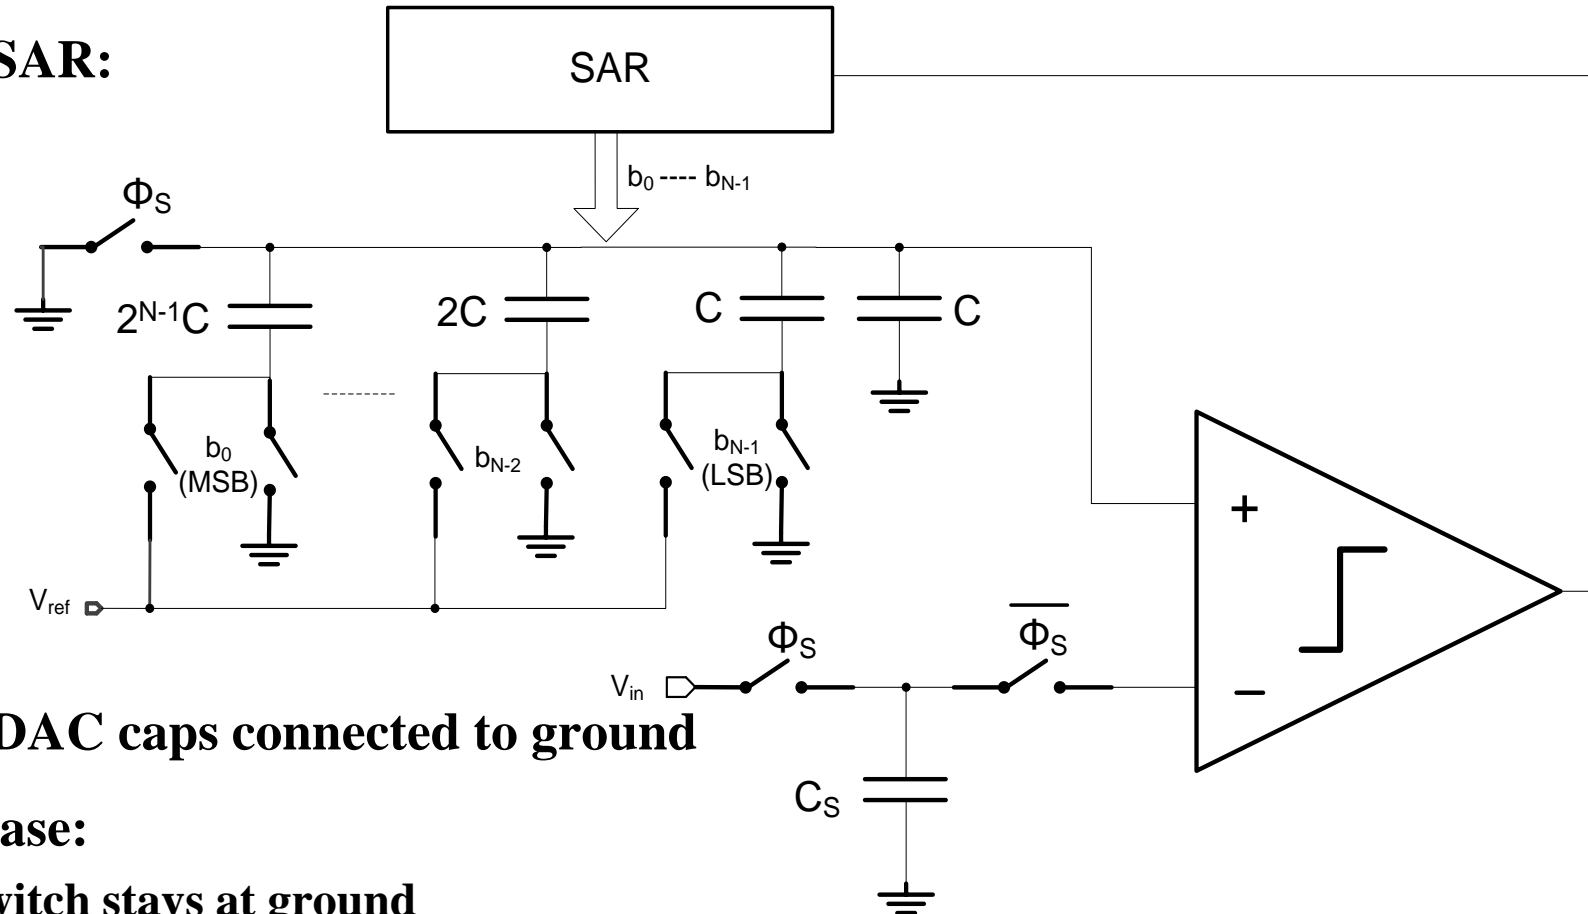 SAR:
SAR
b0 ---- bN-1
ΦS
2N-1C
2C
C
C
b0
(MSB)
bN-2
bN-1
(LSB)
+
Vref
ΦS
ΦS
Vin
−
DAC caps connected to ground
CS
ase:
witch stays at ground